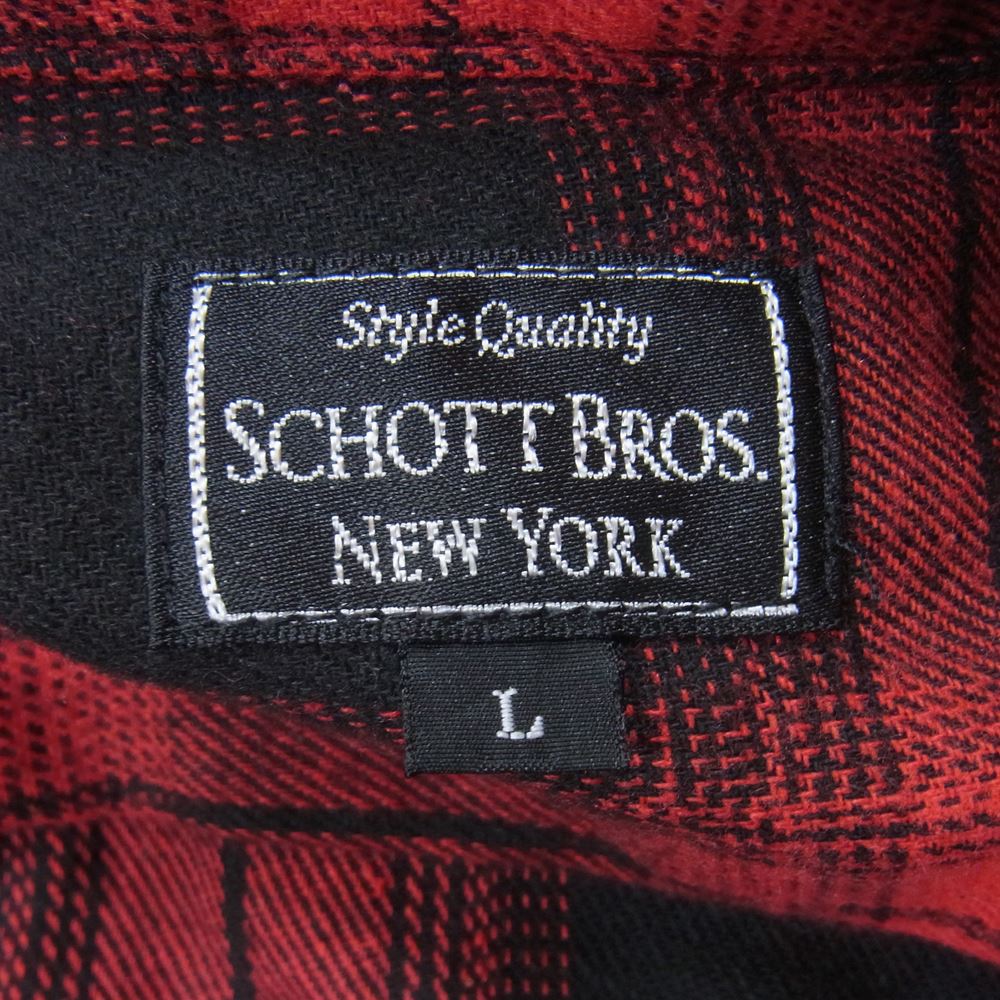 Style Quality
SCHOTT BROS.
NEW YORK
L